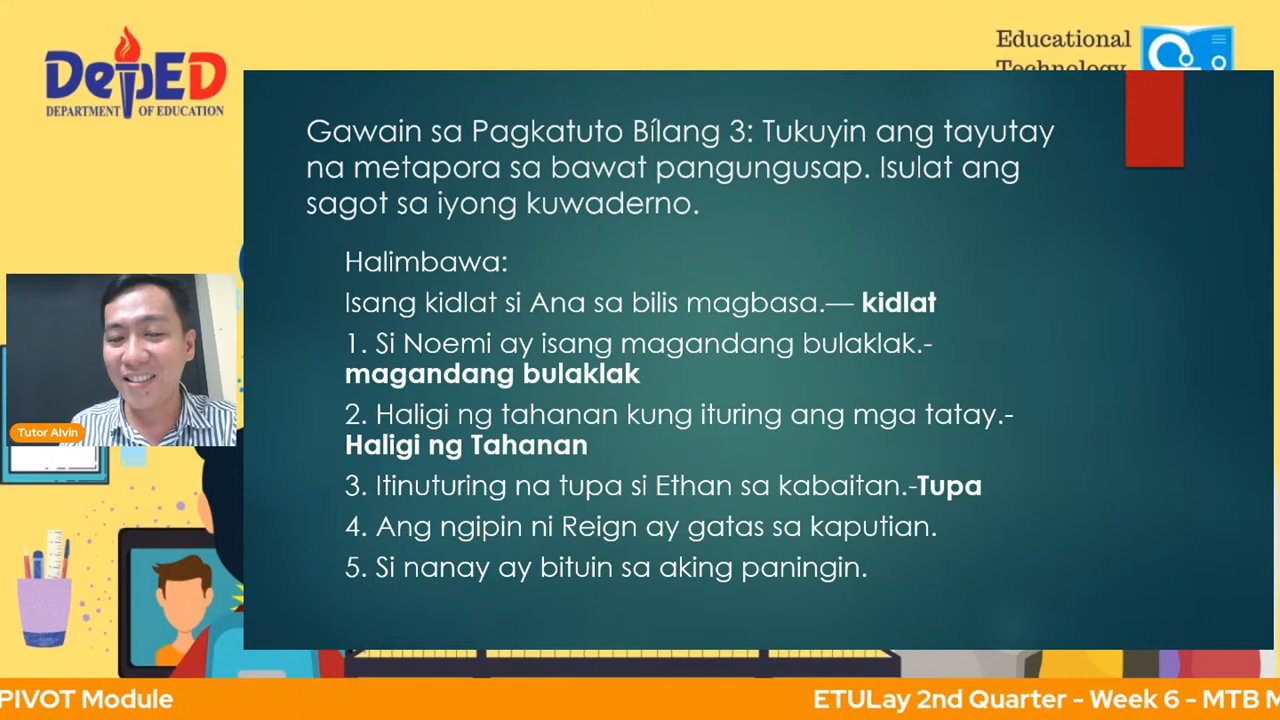 DepED
DEPARTMENT OF EDUCATION
Educational
Technology
Gawain sa Pagkatuto Bílang 3: Tukuyin ang tayutay
na metapora sa bawat pangungusap. Isulat ang
sagot sa iyong kuwaderno.
Halimbawa:
Isang kidlat si Ana sa bilis magbasa.— kidlat
1. Si Noemi ay isang magandang bulaklak.-
magandang bulaklak
2. Haligi ng tahanan kung ituring ang mga tatay.-
Haligi ng Tahanan
3. Itinuturing na tupa si Ethan sa kabaitan.-Tupa
4. Ang ngipin ni Reign ay gatas sa kaputian.
5. Si nanay ay bituin sa aking paningin.
Tutor Alvin
PIVOT Module
ETULay 2nd Quarter - Week 6 - MTB M